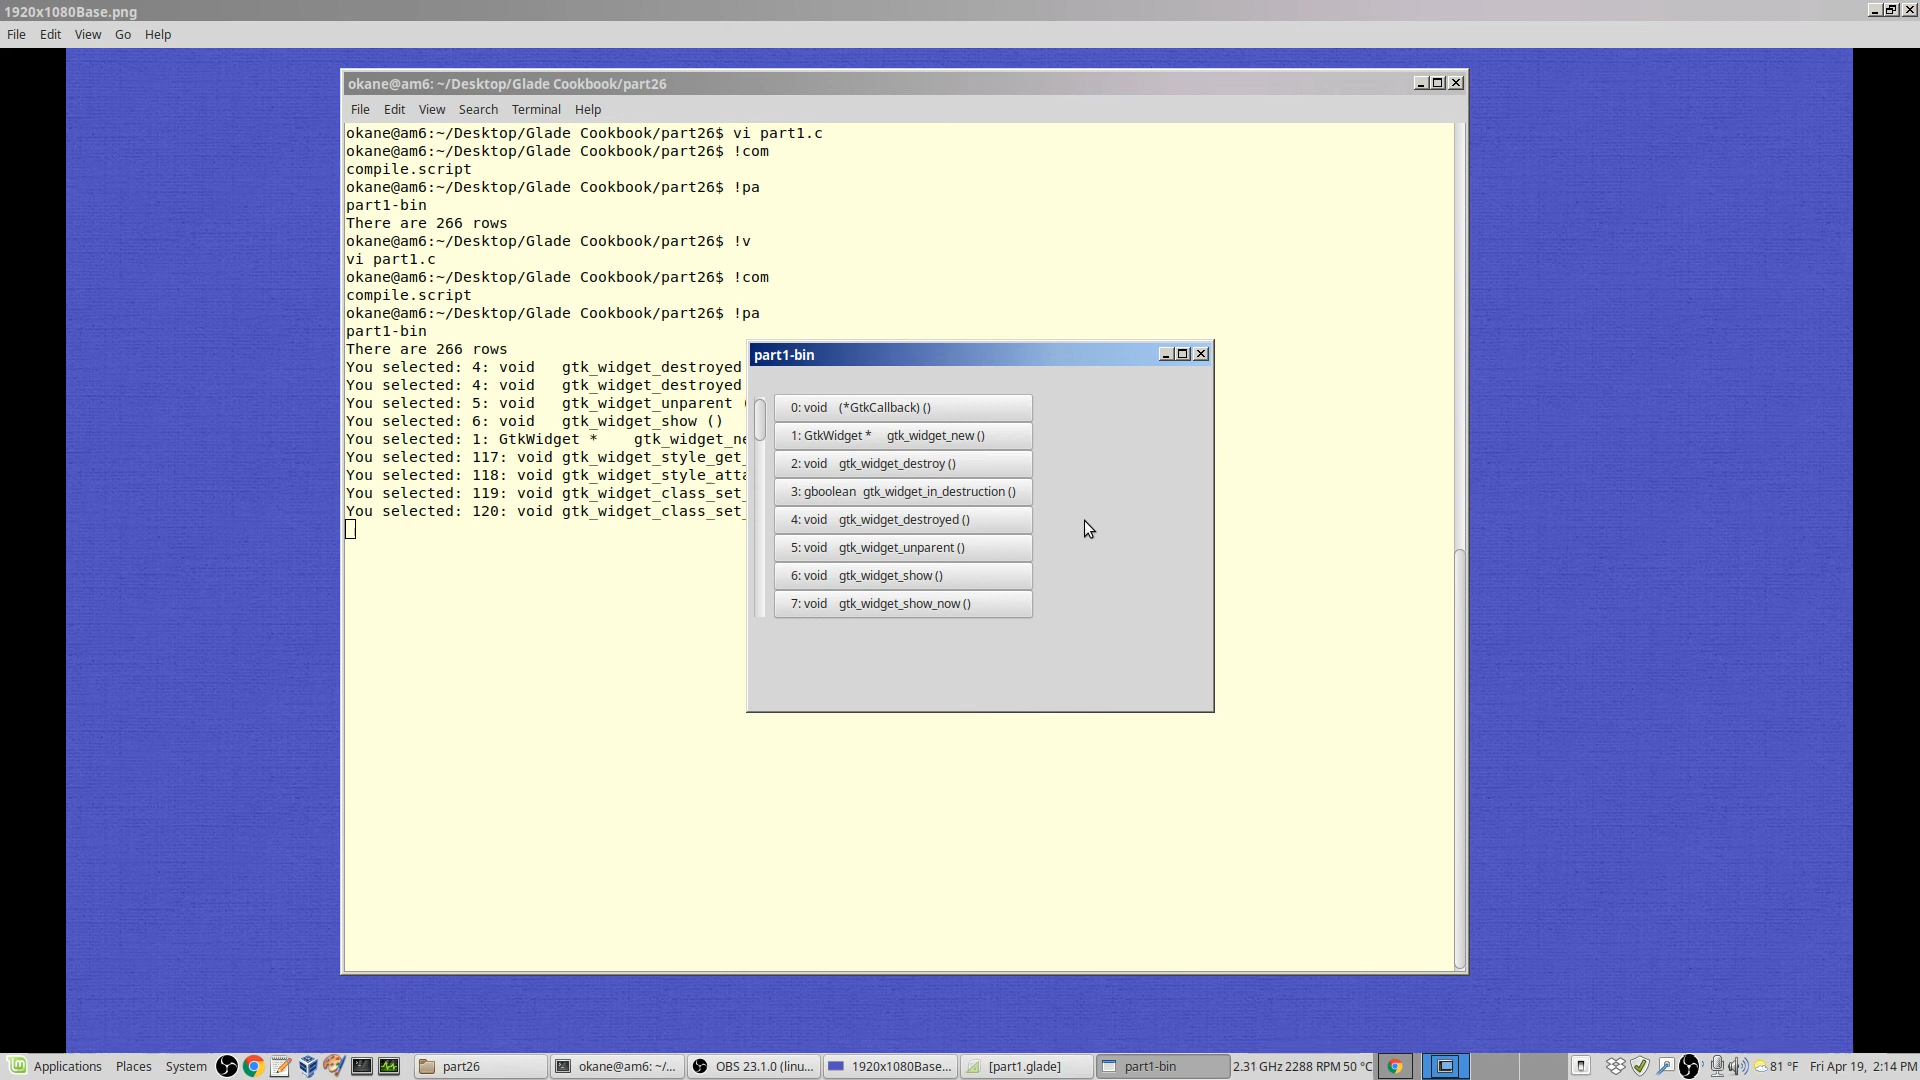 1920x1080Base.png
File Edit View Go Help
okane@am6: ~/Desktop/Glade Cookbook/part26
File Edit View Search Terminal Help
okane@am6:~/Desktop/Glade Cookbook/part26$ vi part1.c
okane@am6:~/Desktop/Glade Cookbook/part26$ !com
compile.script
okane@am6:~/Desktop/Glade Cookbook/part26$ !pa
part1-bin
There are 266 rows
okane@am6:~/Desktop/Glade Cookbook/part26$ !v
vi part1.c
okane@am6:~/Desktop/Glade Cookbook/part26$ !com
compile.script
okane@am6:~/Desktop/Glade Cookbook/part26$ !pa
part1-bin
There are 266 rows
You selected: 4: void gtk_widget_destroyed
You selected: 4: void gtk_widget_destroyed
You selected: 5: void gtk_widget_unparent (
You selected: 6: void gtk_widget_show ()
You selected: 1: GtkWidget * gtk_widget_ne
You selected: 117: void gtk_widget_style_get_
You selected: 118: void gtk_widget_style_atta
You selected: 119: void gtk_widget_class_set_
You selected: 120: void gtk_widget_class_set_
part1-bin
0: void (*GtkCallback) ()
1: GtkWidget * gtk_widget_new ()
2: void gtk_widget_destroy ()
3: gboolean gtk_widget_in_destruction ()
4: void gtk_widget_destroyed ()
5: void gtk_widget_unparent ()
6: void gtk_widget_show ()
7: void gtk_widget_show_now ()
Applications Places System part26 okane@am6: ~/... OBS 23.1.0 (linu... 1920x1080Base... [part1.glade] part1-bin 2.31 GHz 2288 RPM 50 °C 81 °F Fri Apr 19, 2:14 PM